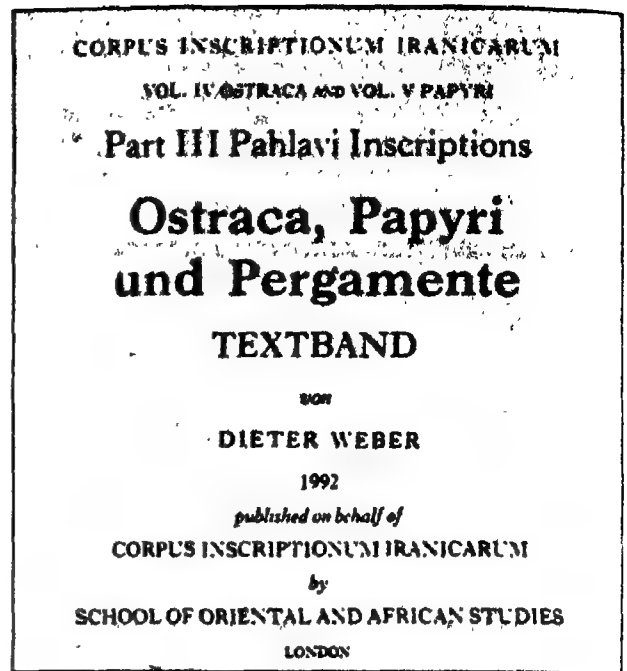 CORPUS INSCRIPTIONUM IRANICARUM
VOL. IV OSTRACA AND VOL. V PAPYRI
Part III Pahlavi Inscriptions
Ostraca, Papyri
und Pergamente
TEXTBAND
von
DIETER WEBER
1992
published on behalf of
CORPUS INSCRIPTIONUM IRANICARUM
by
SCHOOL OF ORIENTAL AND AFRICAN STUDIES
LONDON